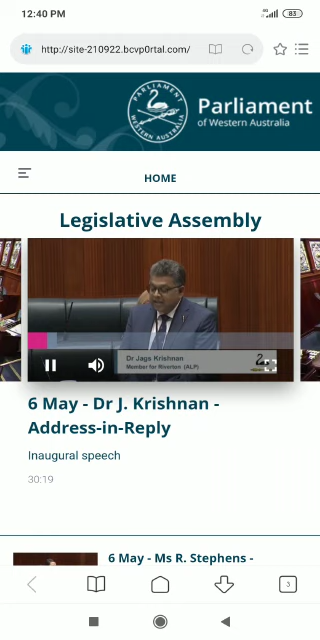 12:40 PM
4G
83
http://site-210922.bcvp0rtal.com/
PARLIAMENT
WESTERN AUSTRALIA
Parliament
of Western Australia
HOME
Legislative Assembly
Dr Jags Krishnan
Member for Riverton (ALP)
6 May - Dr J. Krishnan -
Address-in-Reply
Inaugural speech
30:19
6 May - Ms R. Stephens -
3